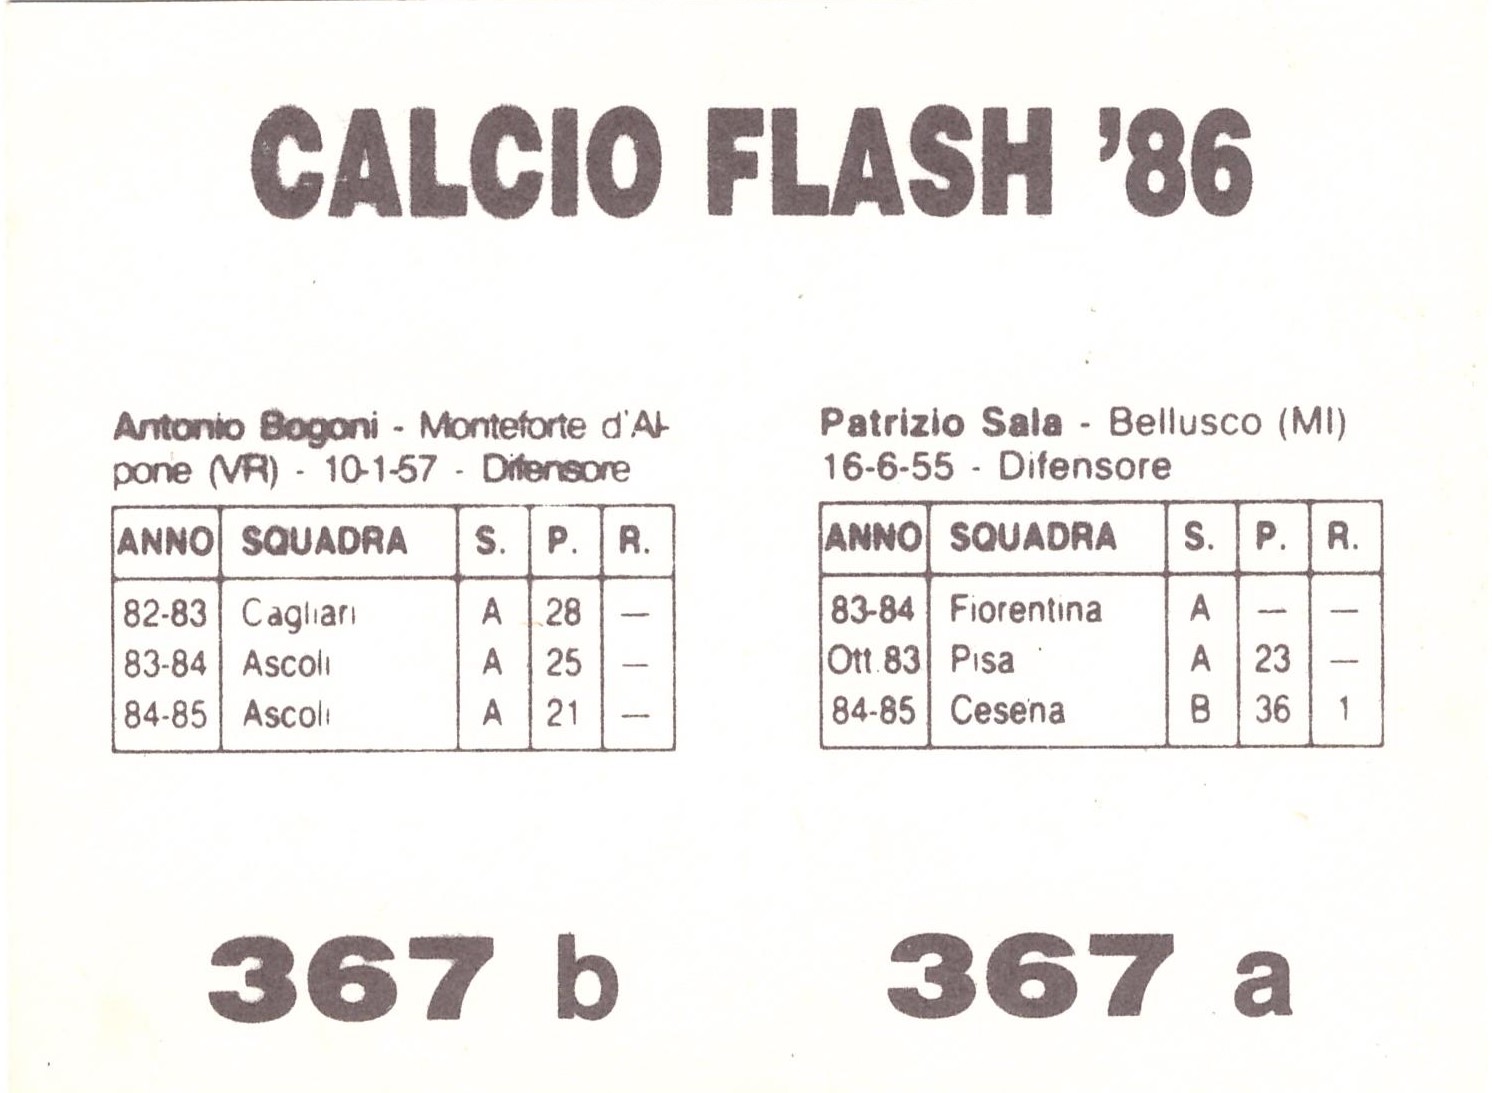 CALCIO FLASH '86
Antonio Bogoni - Monteforte d'Al-
pone (VR) - 10-1-57 - Difensore
ANNO SQUADRA S. P. R.
82-83 Cagliari A 28 —
83-84 Ascoli A 25 —
84-85 Ascoli A 21 —
367 b
Patrizio Sala - Bellusco (MI)
16-6-55 - Difensore
ANNO SQUADRA S. P. R.
83-84 Fiorentina A — —
Ott. 83 Pisa A 23 —
84-85 Cesena B 36 1
367 a